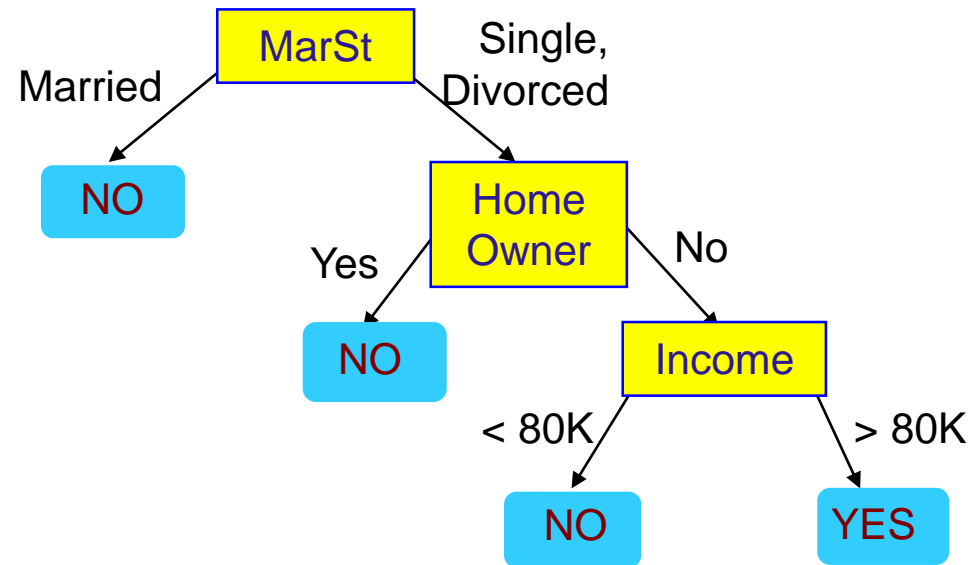 MarSt
Single,
Divorced
Married
NO
Home
Owner
Yes
No
NO
Income
< 80K
> 80K
NO
YES